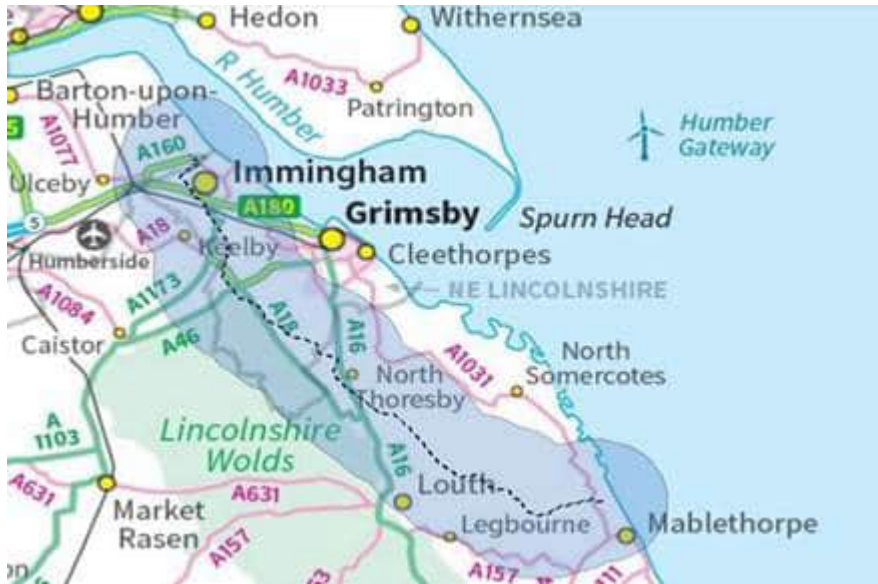 Hedon
Withernsea
A1033
R Humber
Patrington
Barton-upon-
Humber
A1077
A160
Humber
Gateway
Immingham
Ulceby
A180
5
Grimsby
Spurn Head
A18
Keelby
Cleethorpes
Humberside
NE LINCOLNSHIRE
A1173
A1084
A18
A16
Caistor
A46
A1031
North
Somercotes
North
Thoresby
A
1103
Lincolnshire
Wolds
A16
A631
A631
Louth
Market
Rasen
Legbourne
Mablethorpe
A157
A157